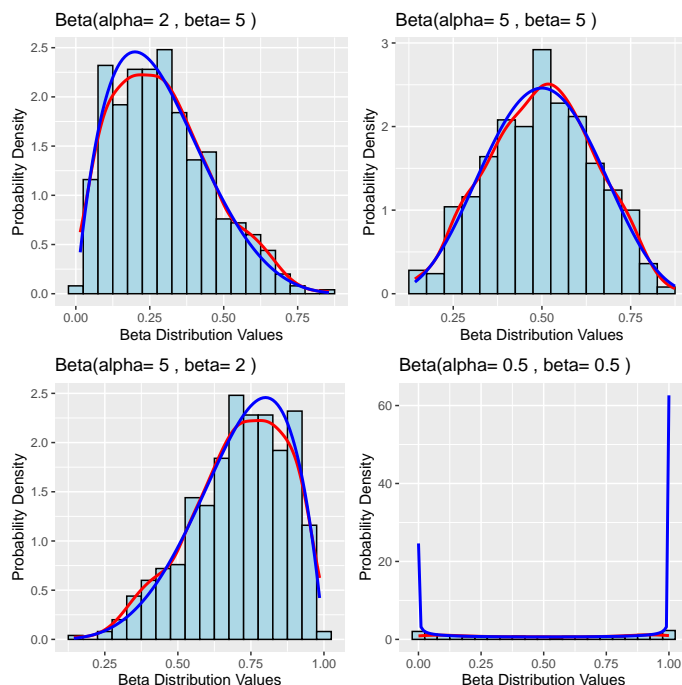 Beta(alpha= 2 , beta= 5 )
Probability Density
2.5
2.0
1.5
1.0
0.5
0.0
0.00 0.25 0.50 0.75
Beta Distribution Values
Beta(alpha= 5 , beta= 5 )
Probability Density
3
2
1
0
0.25 0.50 0.75
Beta Distribution Values
Beta(alpha= 5 , beta= 2 )
Probability Density
2.5
2.0
1.5
1.0
0.5
0.0
0.25 0.50 0.75 1.00
Beta Distribution Values
Beta(alpha= 0.5 , beta= 0.5 )
Probability Density
60
40
20
0
0.00 0.25 0.50 0.75 1.00
Beta Distribution Values